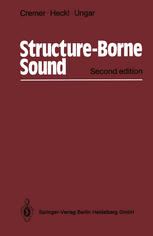 Cremer · Heckl · Ungar
Structure-Borne
Sound
Second edition
Springer-Verlag Berlin Heidelberg GmbH